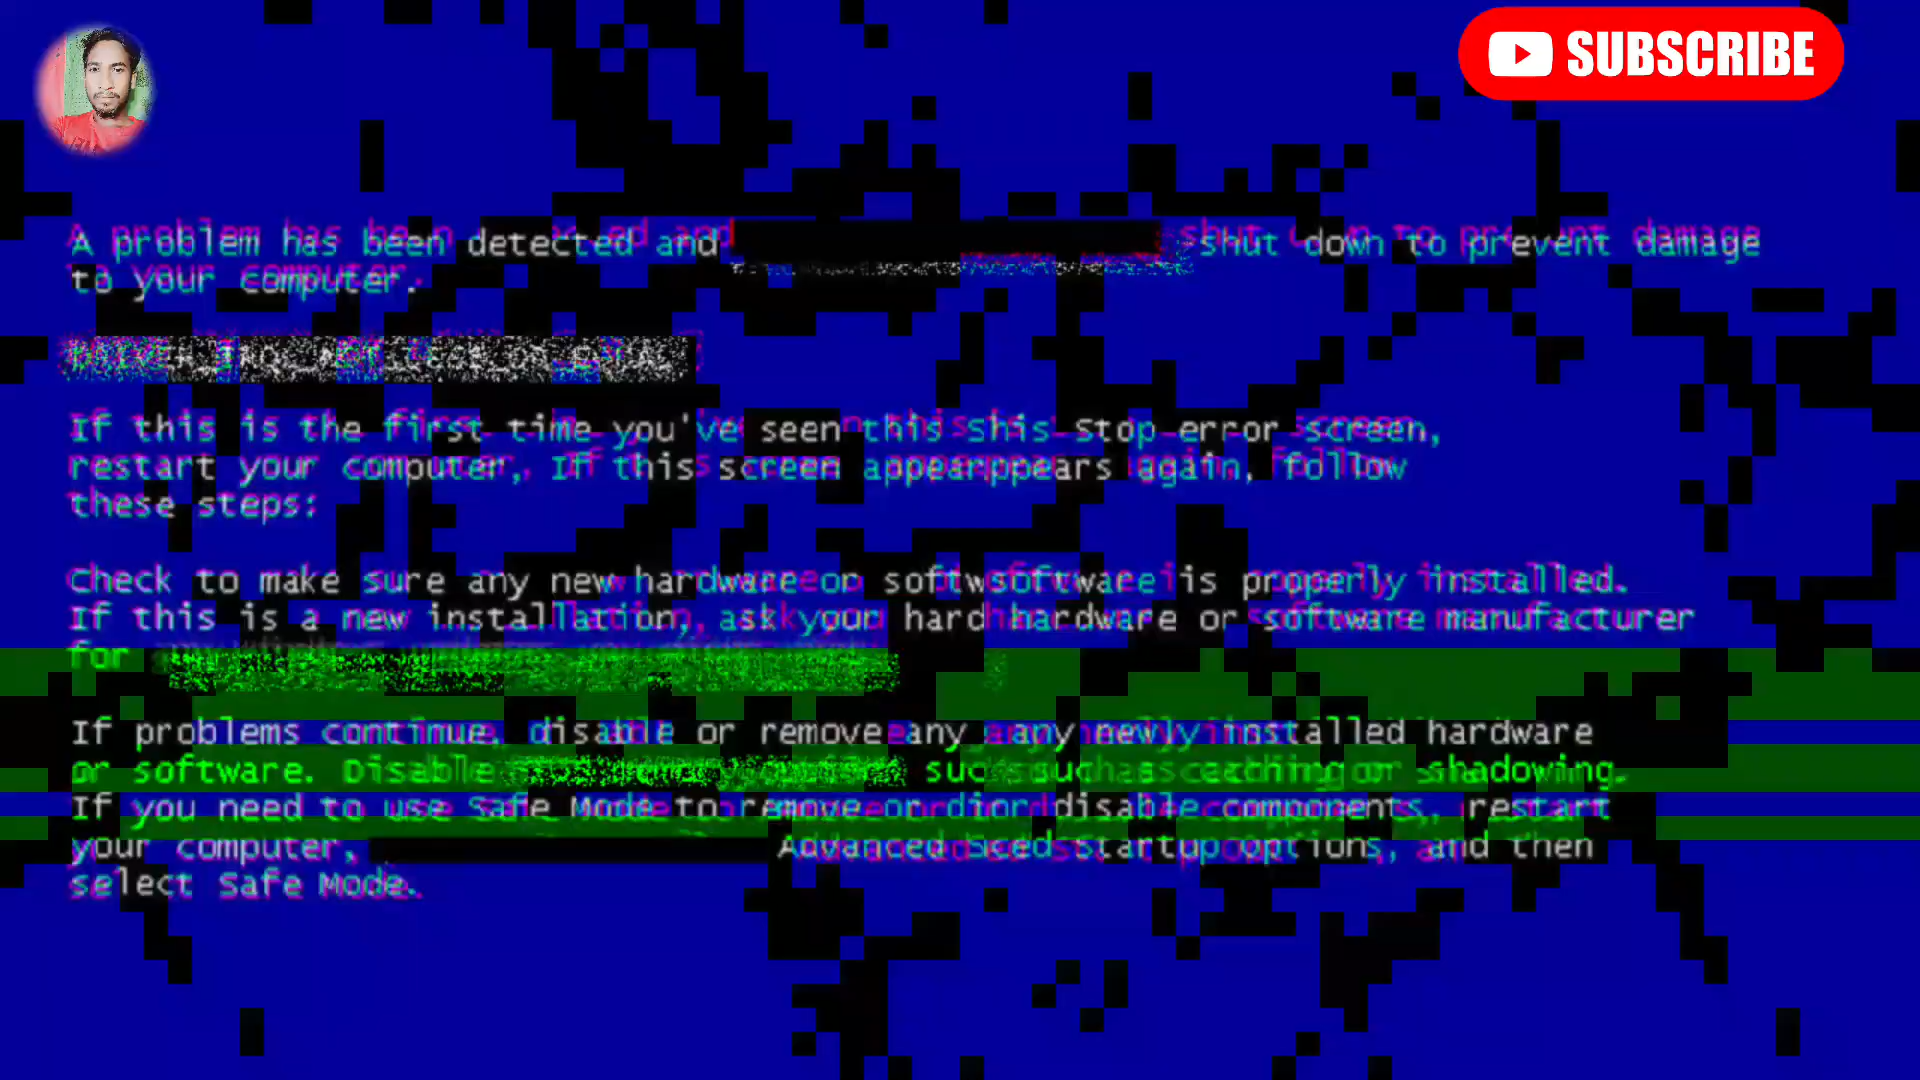 SUBSCRIBE
A problem has been detected and shut down to prevent damage
to your computer.
If this is the first time you've seen this Shis Stop error screen,
restart your computer, If this screen appearppears again, follow
these steps:
Check to make sure any new hardware or softwsoftware is properly installed.
If this is a new installation, ask your hard hardware or software manufacturer
for
If problems continue, disable or remove any any newly installed hardware
or software. Disable such as caching or shadowing.
If you need to use Safe Mode to remove or dior disable components, restart
your computer, Advanced Startup Options, and then
select Safe Mode.